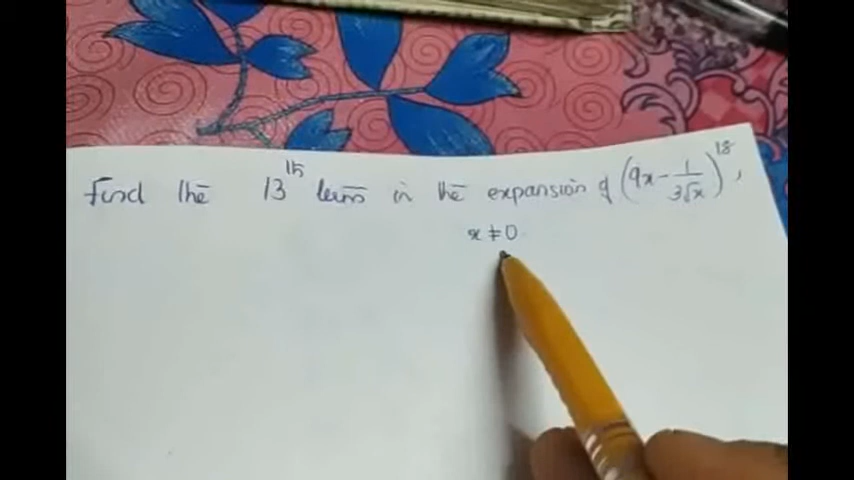 Find the 13th term in the expansion of (9x - 1/(3√x))^18,
x ≠ 0